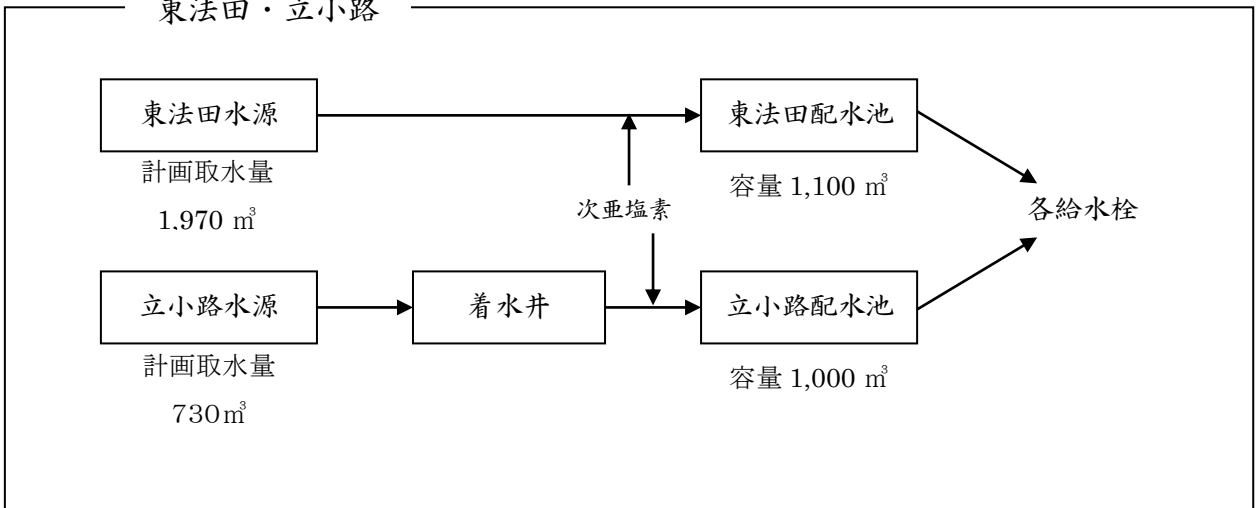 東法田・立小路
東法田水源
東法田配水池
計画取水量
1,970 ㎥
容量 1,100 ㎥
次亜塩素
各給水栓
立小路水源
着水井
立小路配水池
計画取水量
730㎥
容量 1,000 ㎥